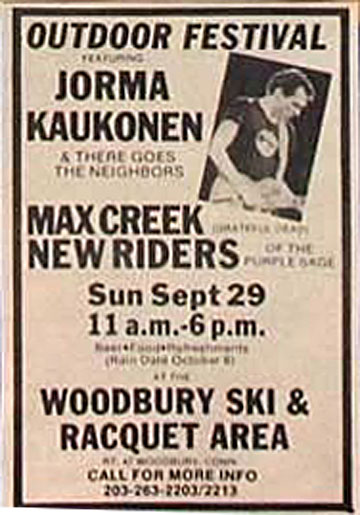 OUTDOOR FESTIVAL
FEATURING
JORMA
KAUKONEN
& THERE GOES
THE NEIGHBORS
MAX CREEK
(GRATEFUL DEAD)
NEW RIDERS OF THE
PURPLE SAGE
Sun Sept 29
11 a.m.-6 p.m.
Beer•Food•Refreshments
(Rain Date October 6)
AT THE
WOODBURY SKI &
RACQUET AREA
RT. 47 WOODBURY, CONN.
CALL FOR MORE INFO
203-263-2203/2213